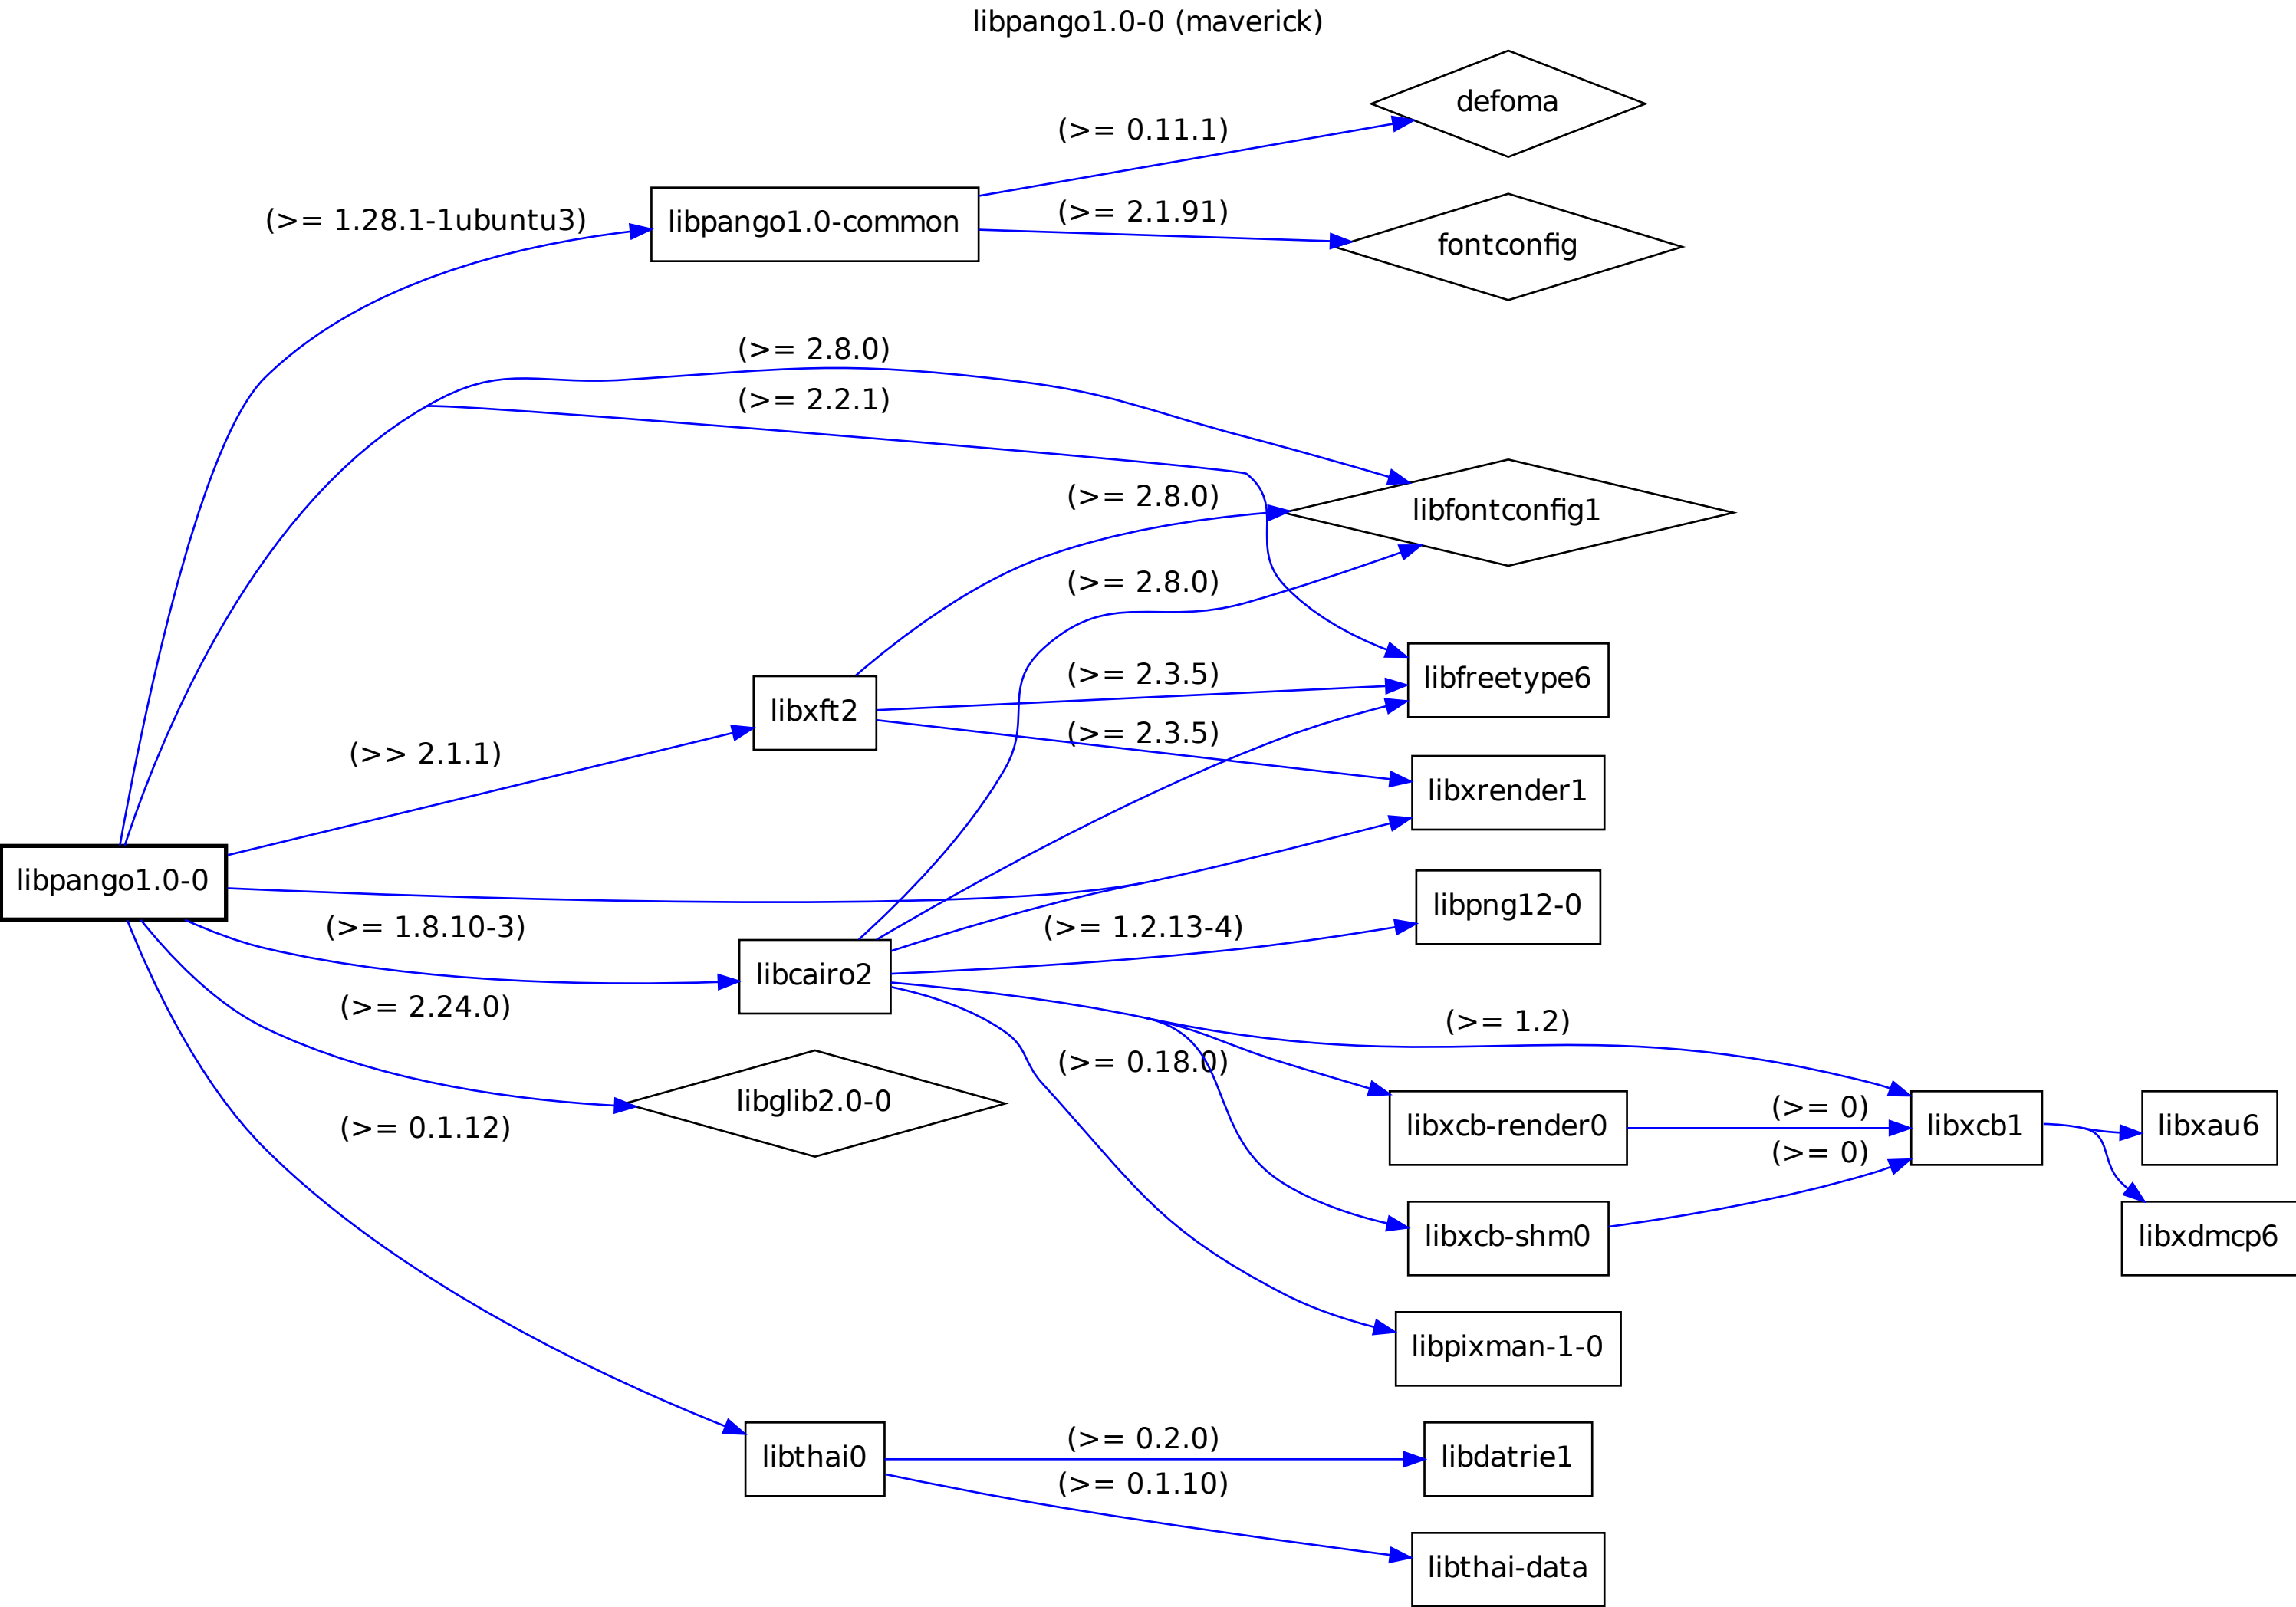 libpango1.0-0 (maverick)
defoma
(>= 0.11.1)
(>= 1.28.1-1ubuntu3)
libpango1.0-common
(>= 2.1.91)
fontconfig
(>= 2.8.0)
(>= 2.2.1)
(>= 2.8.0)
libfontconfig1
(>= 2.8.0)
(>= 2.3.5)
libfreetype6
libxft2
(>= 2.3.5)
(>> 2.1.1)
libxrender1
libpango1.0-0
libpng12-0
(>= 1.8.10-3)
(>= 1.2.13-4)
libcairo2
(>= 2.24.0)
(>= 1.2)
(>= 0.18.0)
libglib2.0-0
(>= 0.1.12)
libxcb-render0
(>= 0)
libxcb1
libxau6
(>= 0)
libxcb-shm0
libxdmcp6
libpixman-1-0
libthai0
(>= 0.2.0)
libdatrie1
(>= 0.1.10)
libthai-data